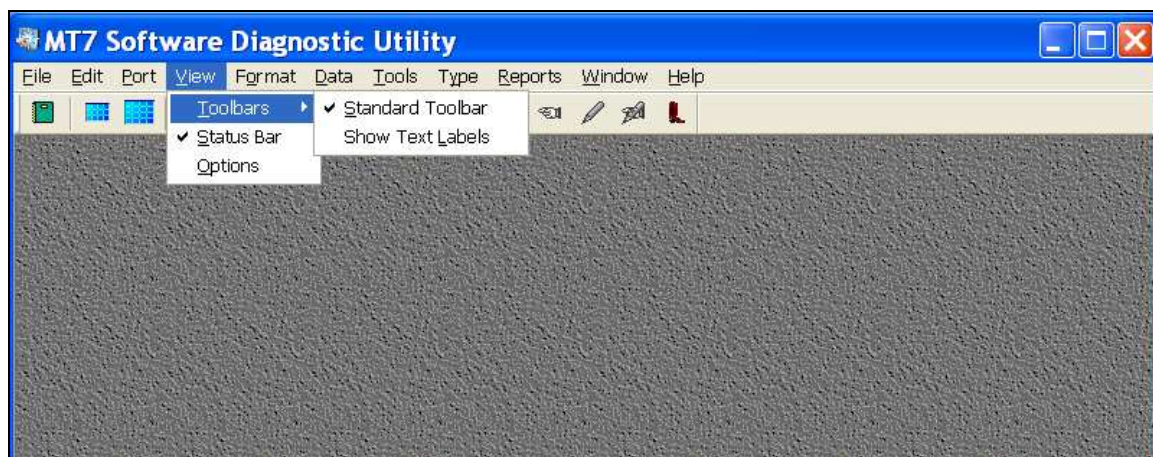 MT7 Software Diagnostic Utility
File Edit Port View Format Data Tools Type Reports Window Help
Toolbars Standard Toolbar
Status Bar Show Text Labels
Options